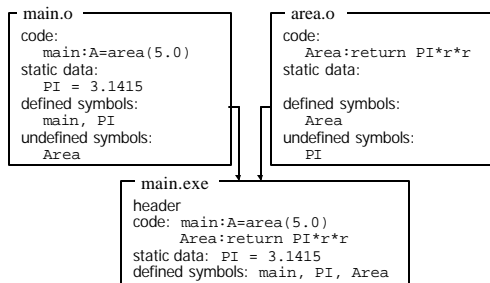 main.o
code:
main:A=area(5.0)
static data:
PI = 3.1415
defined symbols:
main, PI
undefined symbols:
Area
area.o
code:
Area:return PI*r*r
static data:
defined symbols:
Area
undefined symbols:
PI
main.exe
header
code: main:A=area(5.0)
Area:return PI*r*r
static data: PI = 3.1415
defined symbols: main, PI, Area